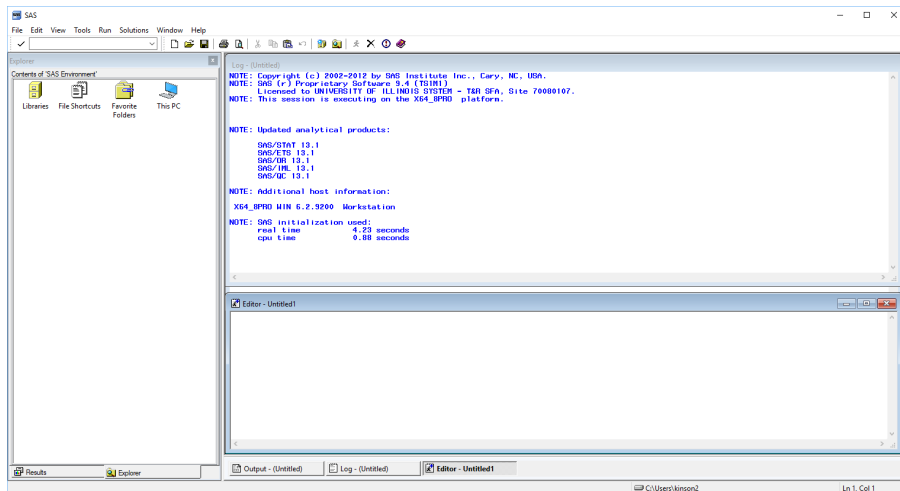 SAS
File Edit View Tools Run Solutions Window Help
Explorer
Contents of 'SAS Environment'
Libraries
File Shortcuts
Favorite Folders
This PC
Log - (Untitled)
NOTE: Copyright (c) 2002-2012 by SAS Institute Inc., Cary, NC, USA.
NOTE: SAS (r) Proprietary Software 9.4 (TS1M1)
Licensed to UNIVERSITY OF ILLINOIS SYSTEM - T&R SFA, Site 70080107.
NOTE: This session is executing on the X64_8PRO platform.
NOTE: Updated analytical products:
SAS/STAT 13.1
SAS/ETS 13.1
SAS/OR 13.1
SAS/IML 13.1
SAS/QC 13.1
NOTE: Additional host information:
X64_8PRO WIN 6.2.9200 Workstation
NOTE: SAS initialization used:
real time 4.23 seconds
cpu time 0.88 seconds
Editor - Untitled1
Results
Explorer
Output - (Untitled)
Log - (Untitled)
Editor - Untitled1
C:\Users\kinson2
Ln 1, Col 1